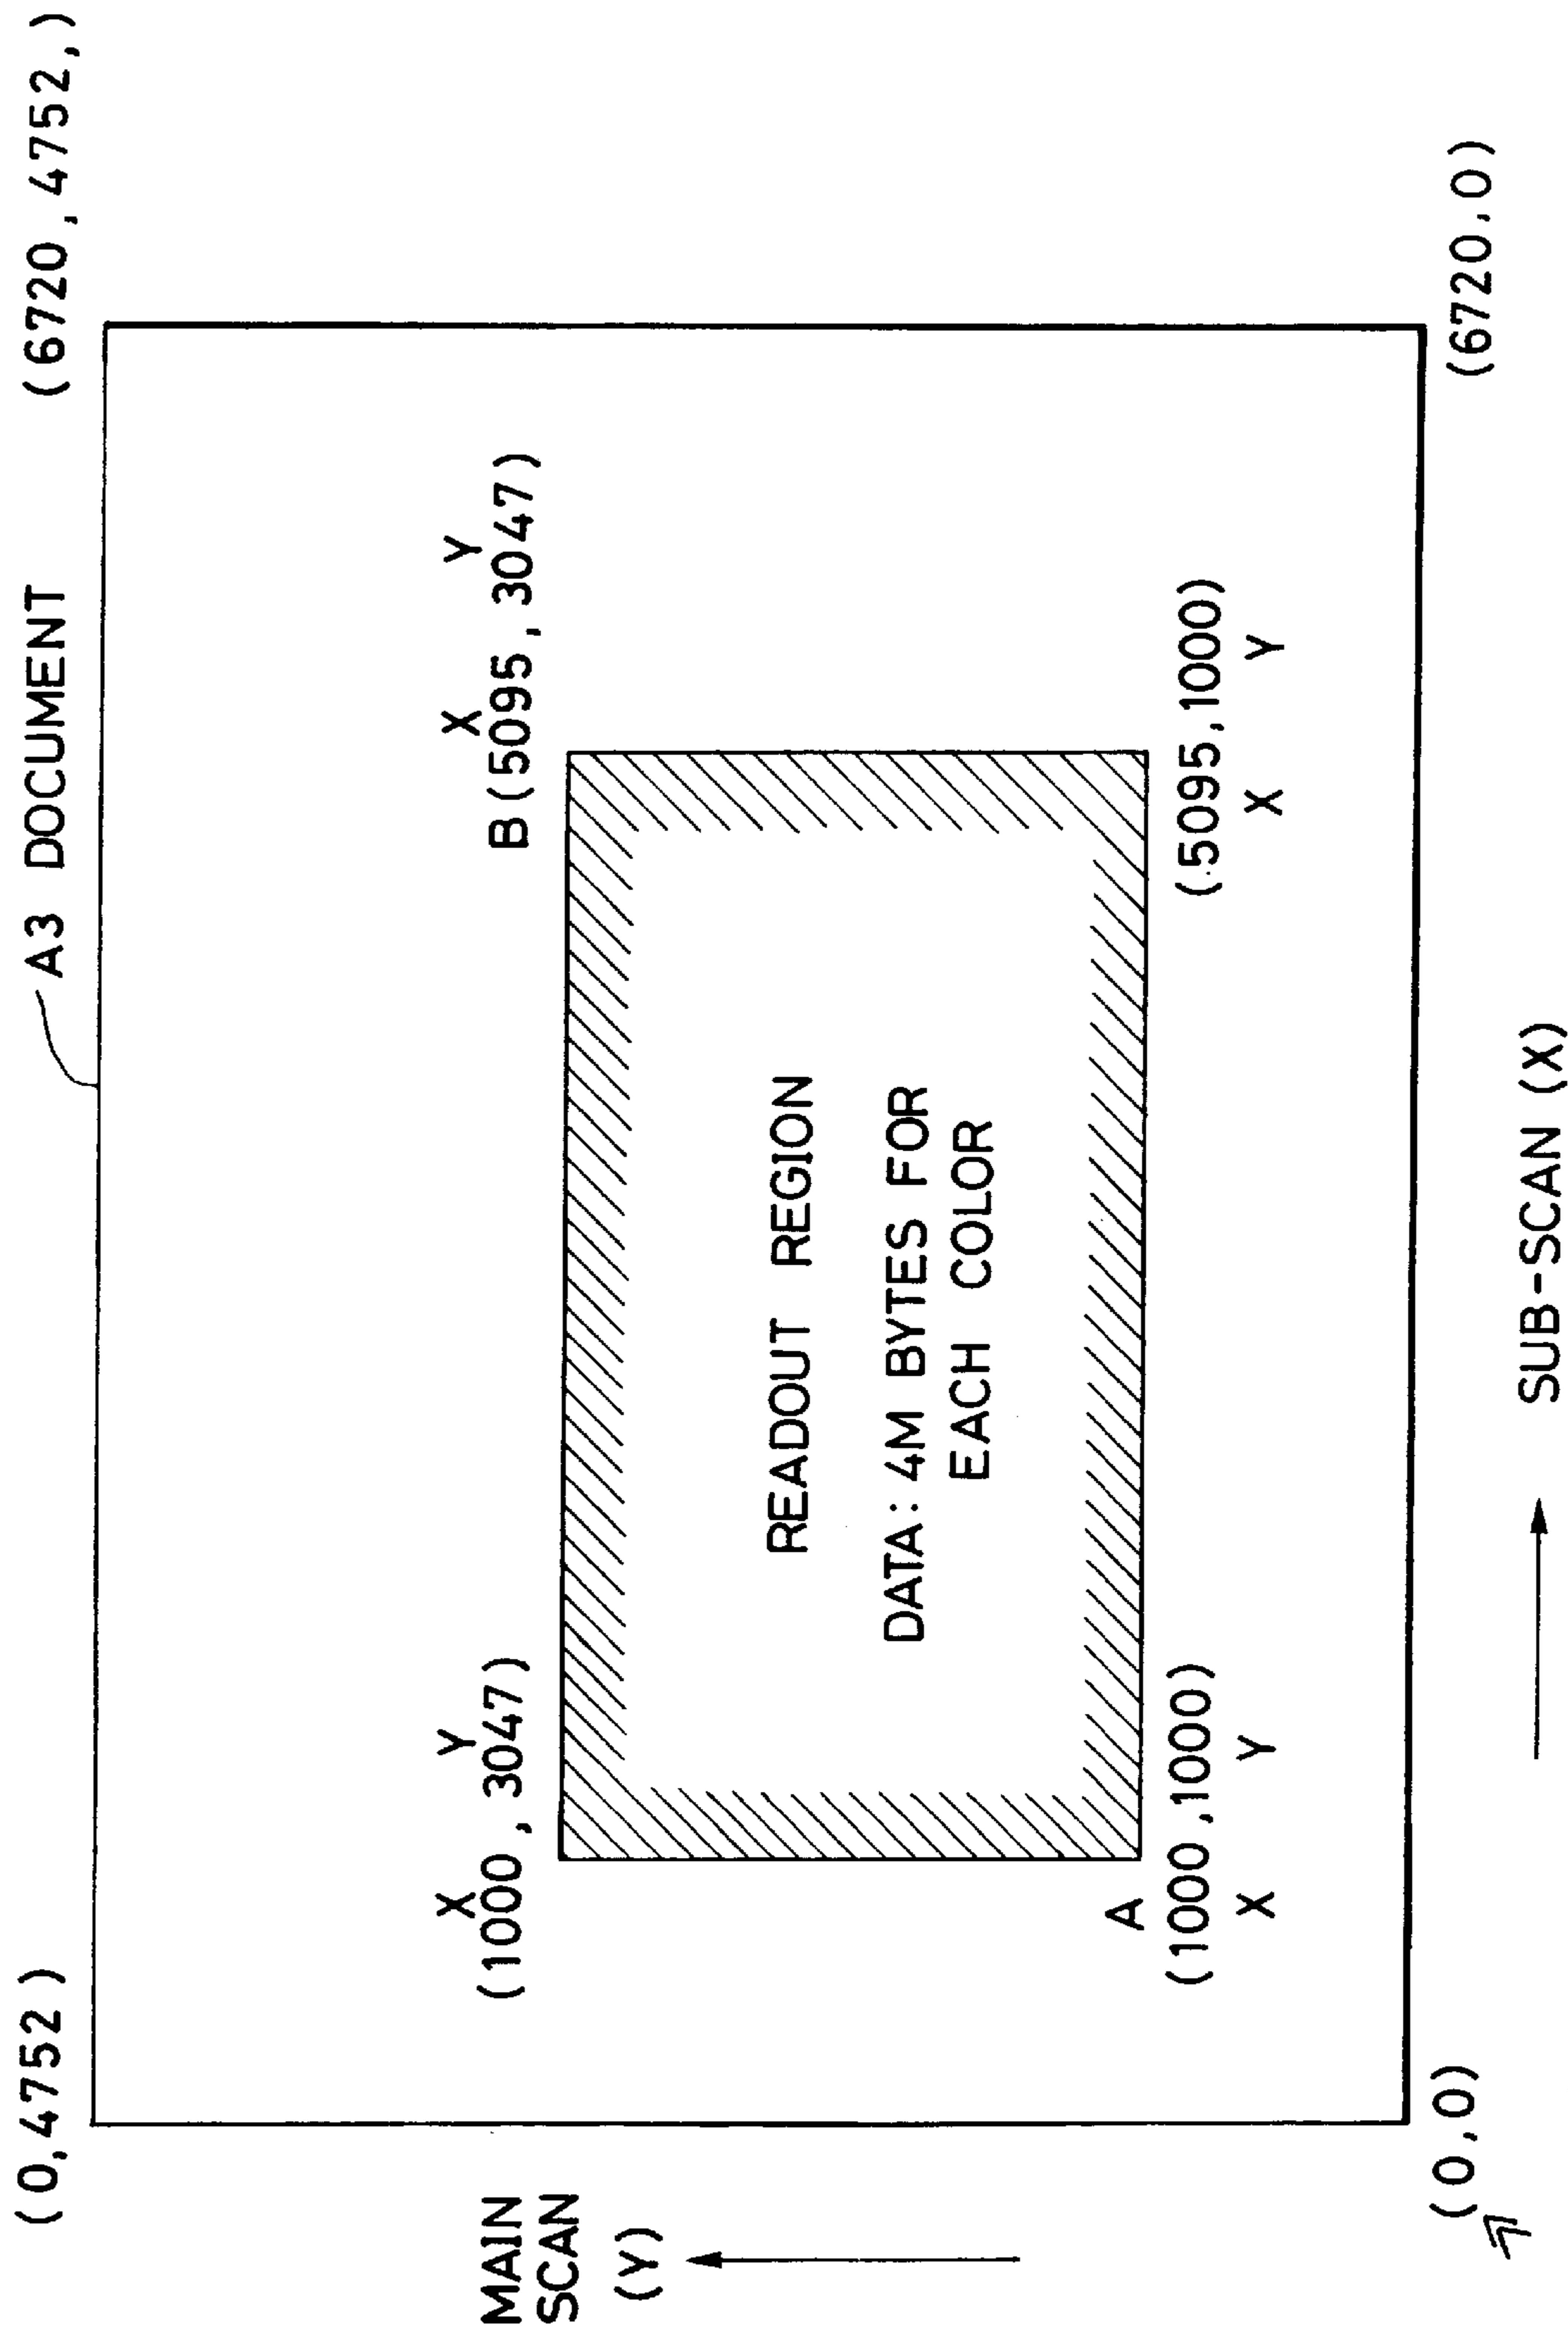 A3 DOCUMENT
(0,4752)
(6720,4752,)
MAIN
SCAN
(Y)
X Y
(1000, 3047)
X Y
B(5095, 3047)
READOUT REGION
DATA: 4M BYTES FOR
EACH COLOR
A
(1000,1000)
X Y
(5095,1000)
X Y
(0,0)
(6720,0)
SUB-SCAN (X)